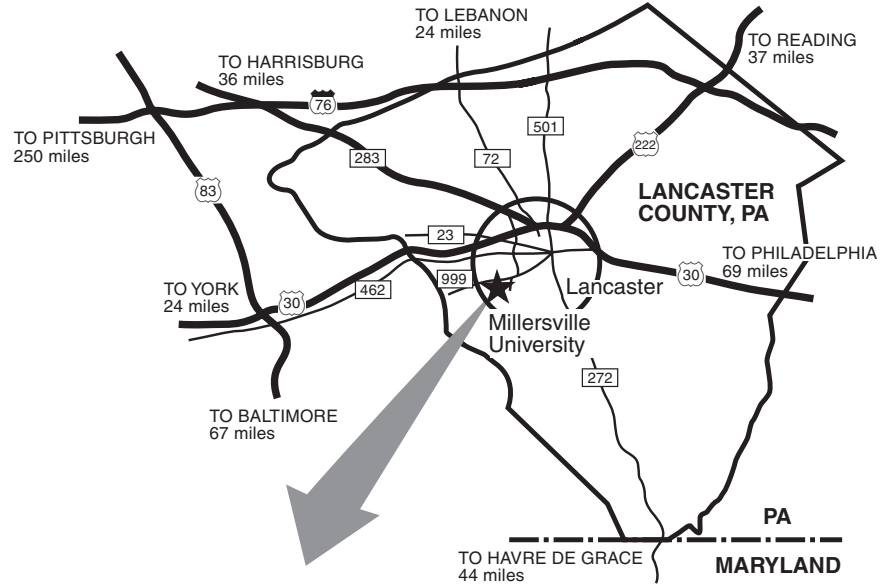 TO LEBANON
24 miles
TO HARRISBURG
36 miles
TO READING
37 miles
76
TO PITTSBURGH
250 miles
501
283
72
222
83
LANCASTER
COUNTY, PA
23
TO PHILADELPHIA
69 miles
TO YORK
24 miles
30
462
999
30
Lancaster
Millersville
University
272
TO BALTIMORE
67 miles
PA
TO HAVRE DE GRACE
44 miles
MARYLAND